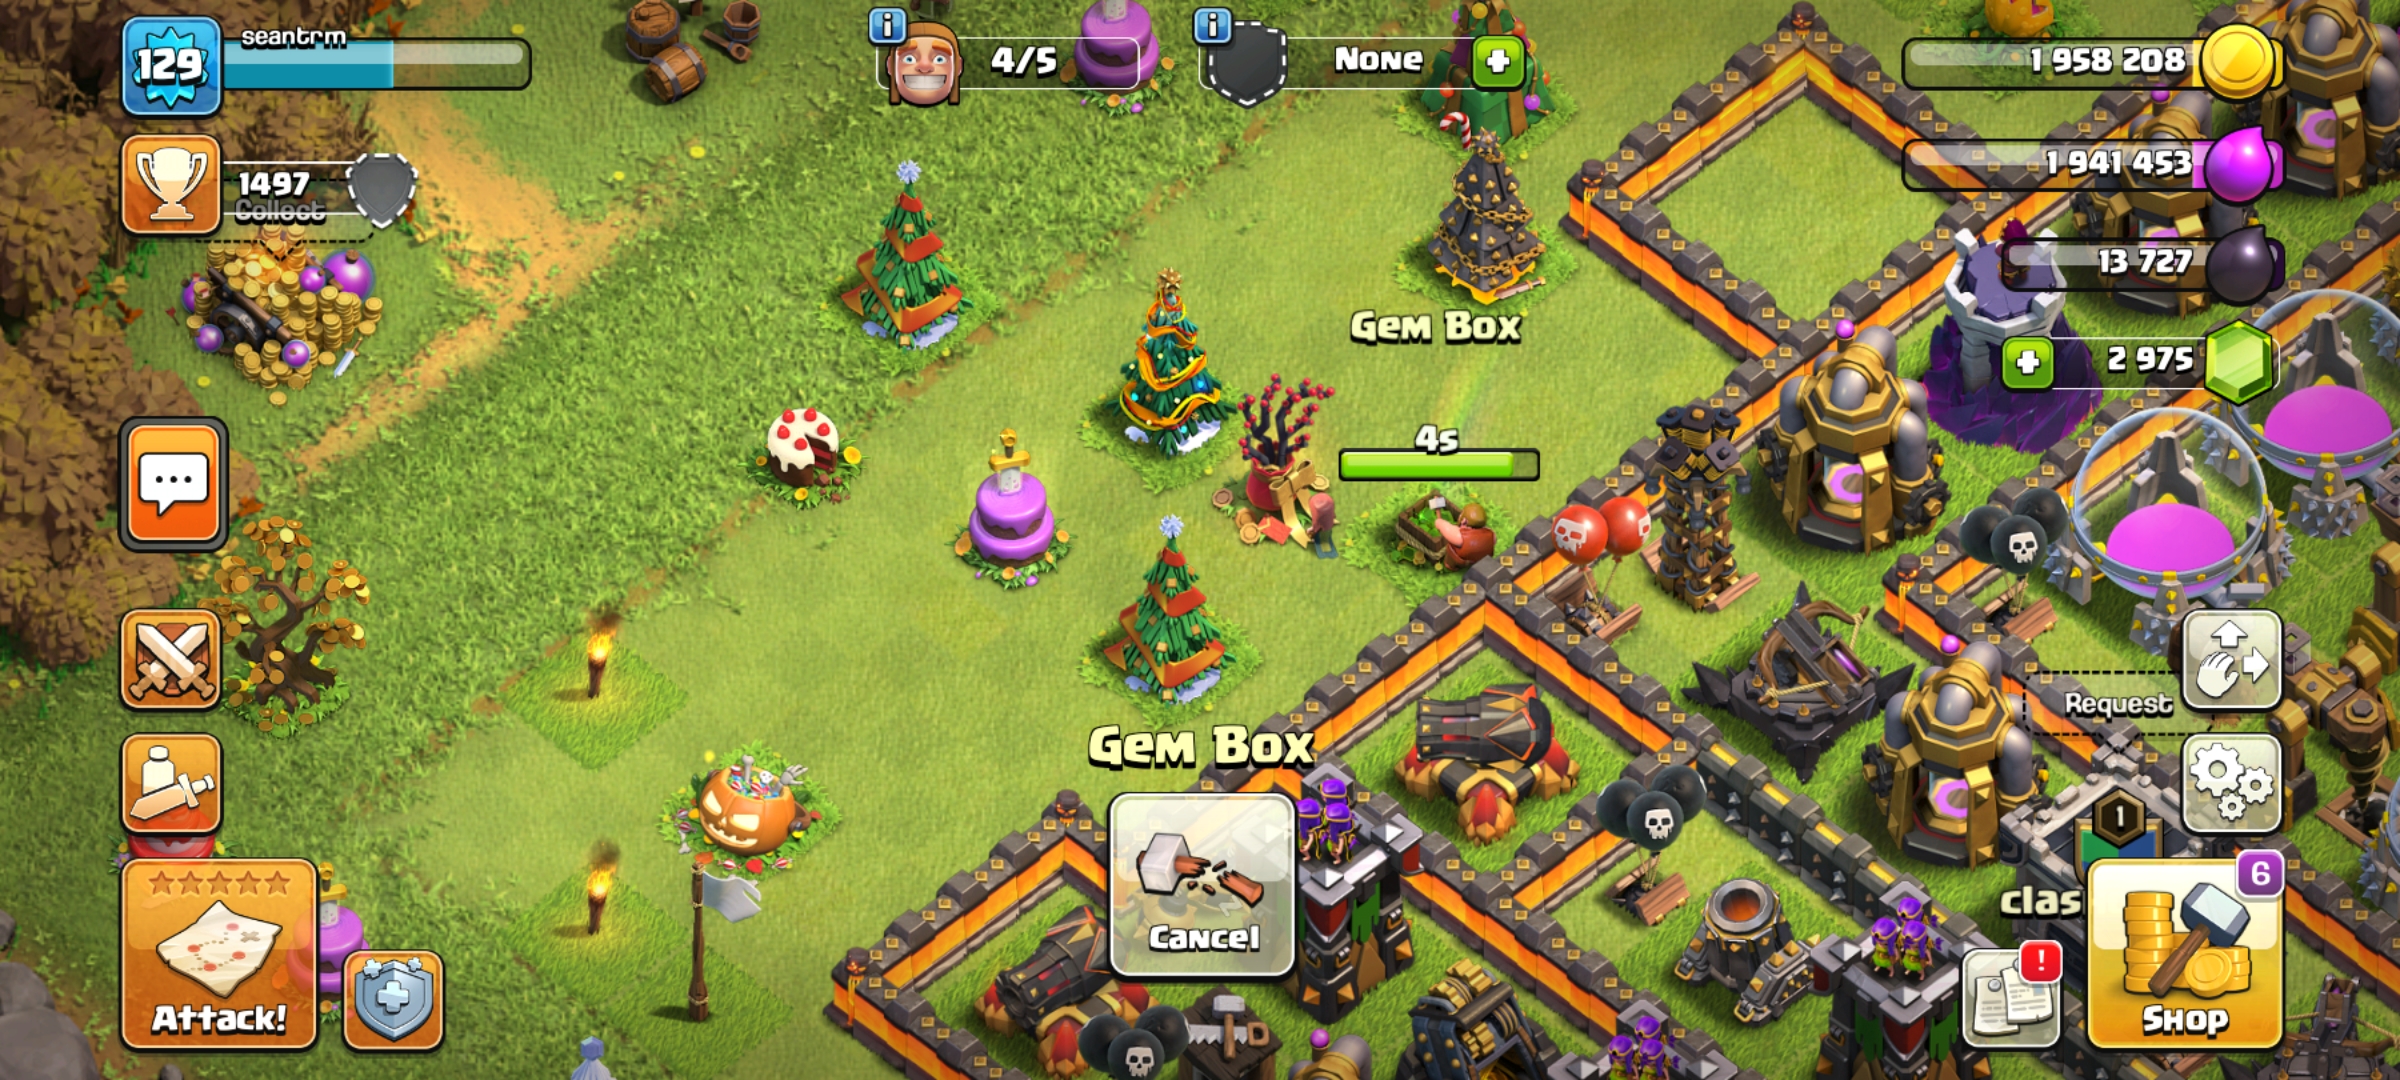 129
seantrm
4/5
None
1 958 208
1497
Collect
1 941 453
13 727
Gem Box
2 975
4s
Request
Gem Box
1
Cancel
clas
6
!
Attack!
Shop